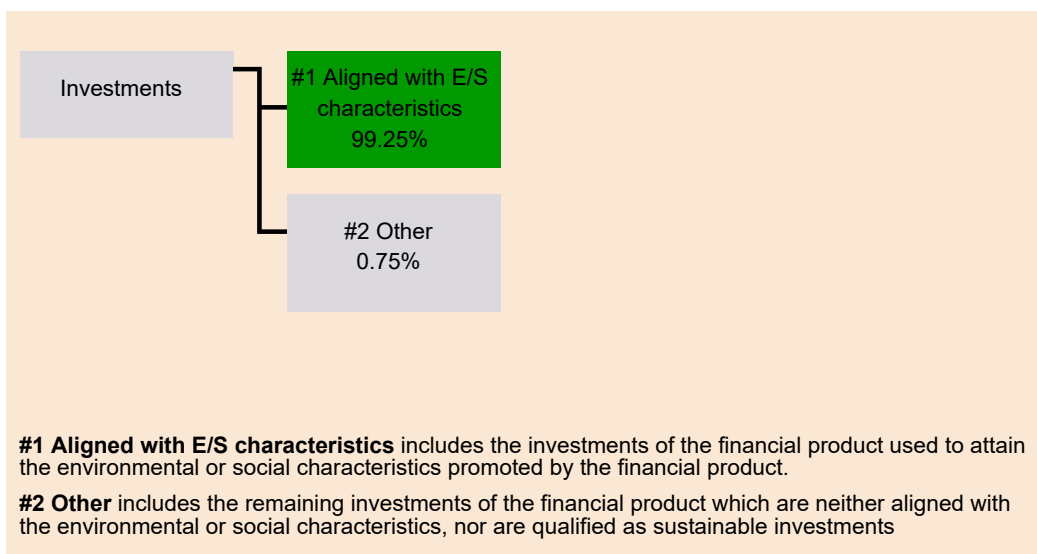 Investments
#1 Aligned with E/S
characteristics
99.25%
#2 Other
0.75%
#1 Aligned with E/S characteristics includes the investments of the financial product used to attain
the environmental or social characteristics promoted by the financial product.
#2 Other includes the remaining investments of the financial product which are neither aligned with
the environmental or social characteristics, nor are qualified as sustainable investments